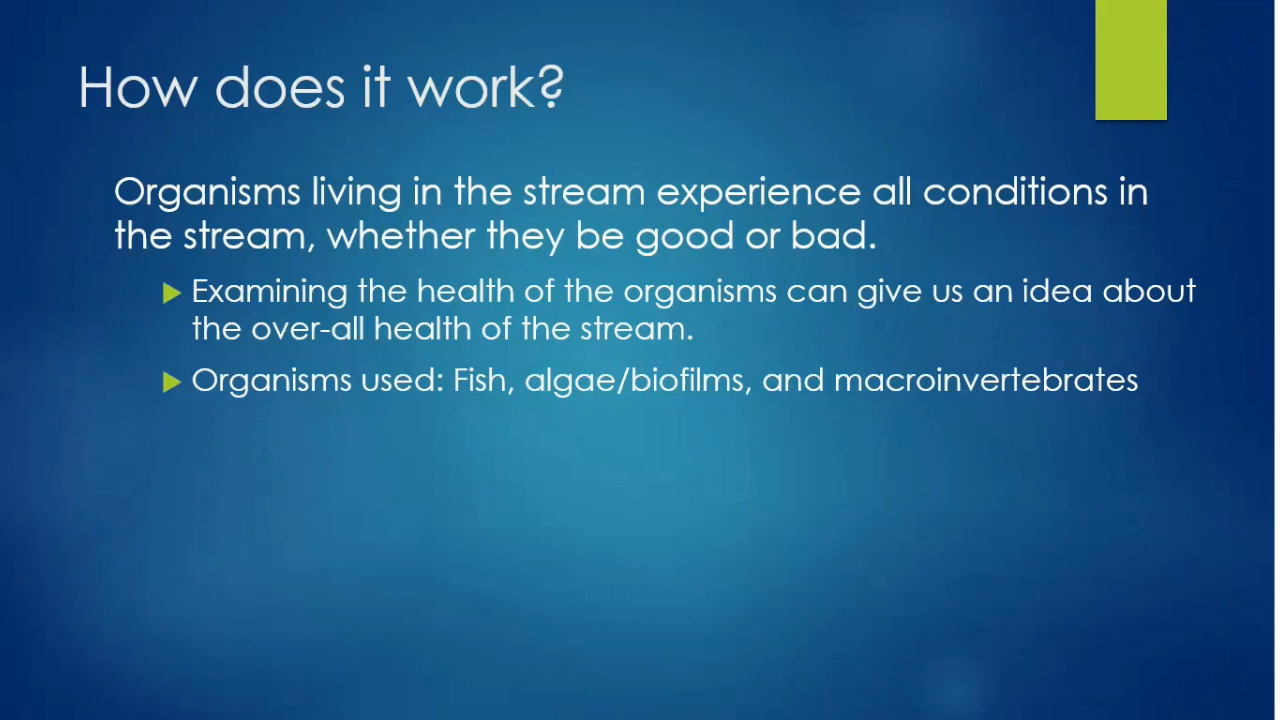 How does it work?
Organisms living in the stream experience all conditions in
the stream, whether they be good or bad.
Examining the health of the organisms can give us an idea about
the over-all health of the stream.
Organisms used: Fish, algae/biofilms, and macroinvertebrates